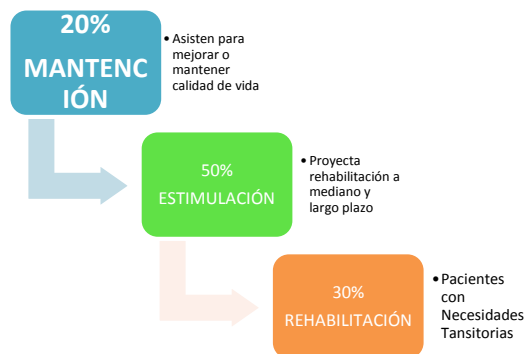 20%
MANTENC
IÓN
• Asisten para
mejorar o
mantener
calidad de vida
50%
ESTIMULACIÓN
• Proyecta
rehabilitación a
mediano y
largo plazo
30%
REHABILITACIÓN
• Pacientes
con
Necesidades
Tansitorias